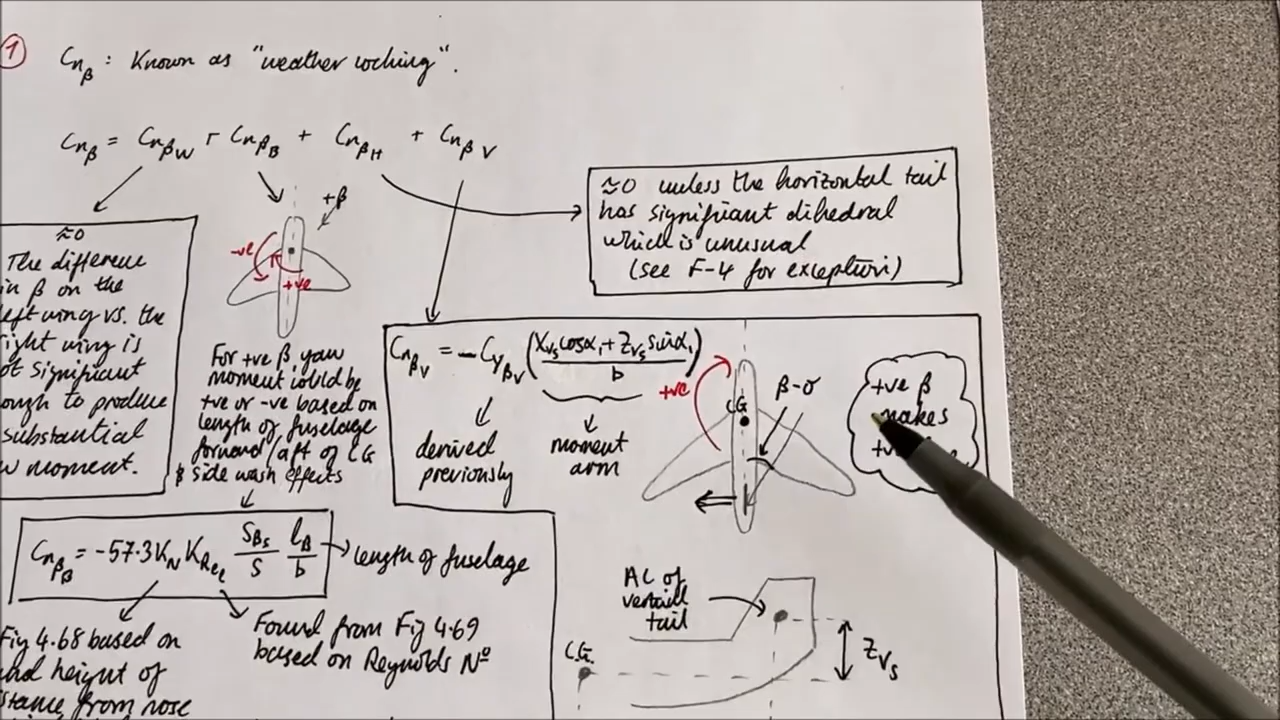 1
Cnβ : Known as "weather cocking".
Cnβ = CnβW + CnβB + CnβH + CnβV
≈0
The difference
in β on the
left wing vs. the
right wing is
significant
to produce
substantial
moment.
+β
-ve
+ve
For +ve β yaw
moment could be
+ve or -ve based on
length of fuselage
forward/aft of CG
& side wash effects
CnβB = -57.3 KN KRel SBs/S lB/b
length of fuselage
Fig 4.68 based on
and height of
from nose
Found from Fig 4.69
based on Reynolds Nº
≈0 unless the horizontal tail
has significant dihedral
which is unusual
(see F-4 for exception)
CnβV = - CyβV (XVs cosα1 + ZVs sinα1 / b)
derived
previously
moment
arm
+ve
CG
β-σ
+ve β
makes
AC of
vertical
tail
C.G.
ZVs